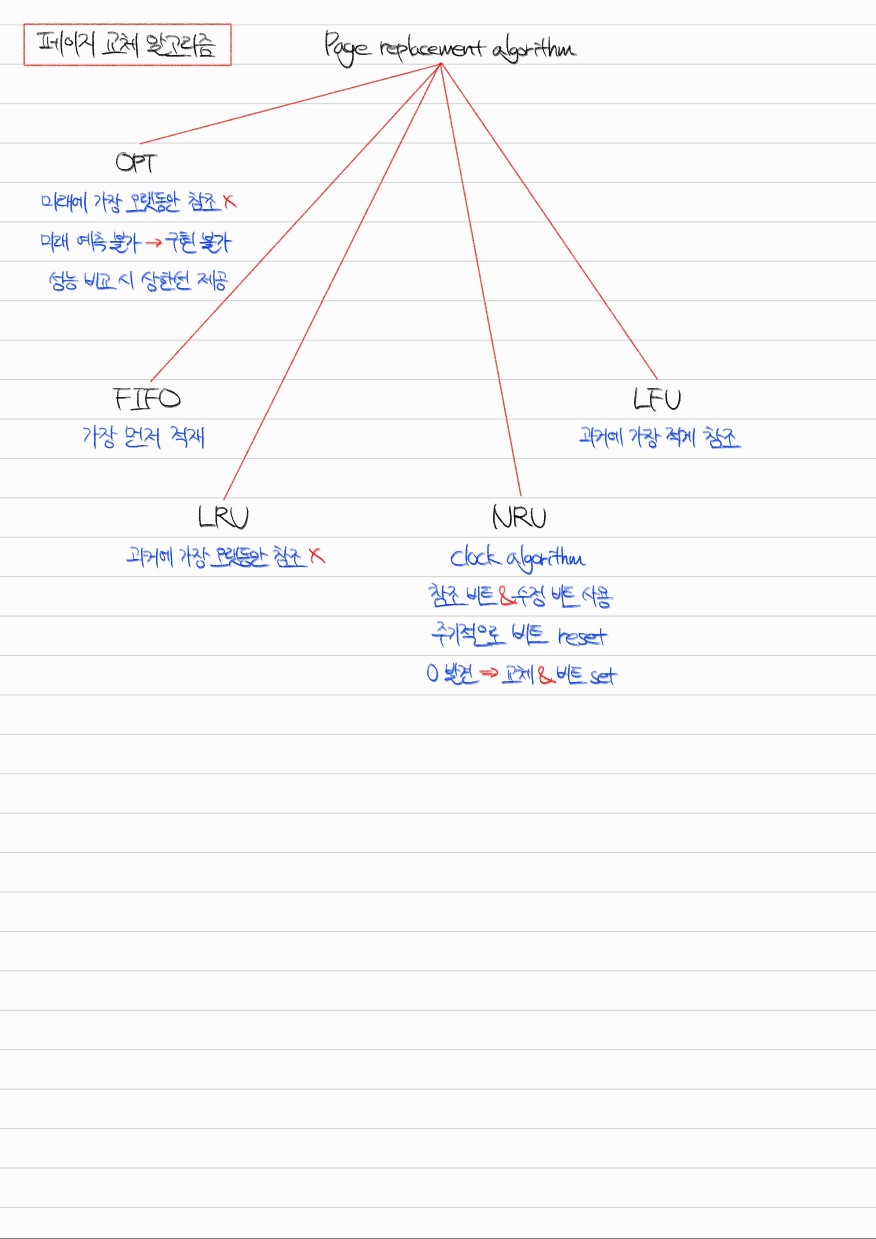 페이지 교체 알고리즘
Page replacement algorithm
OPT
미래에 가장 오랫동안 참조 X
미래 예측 불가 → 구현 불가
성능 비교 시 상한선 제공
FIFO
가장 먼저 적재
LFU
과거에 가장 적게 참조
LRU
과거에 가장 오랫동안 참조 X
NRU
clock algorithm
참조 비트 & 수정 비트 사용
주기적으로 비트 reset
0 발견 ⇒ 교체 & 비트 set